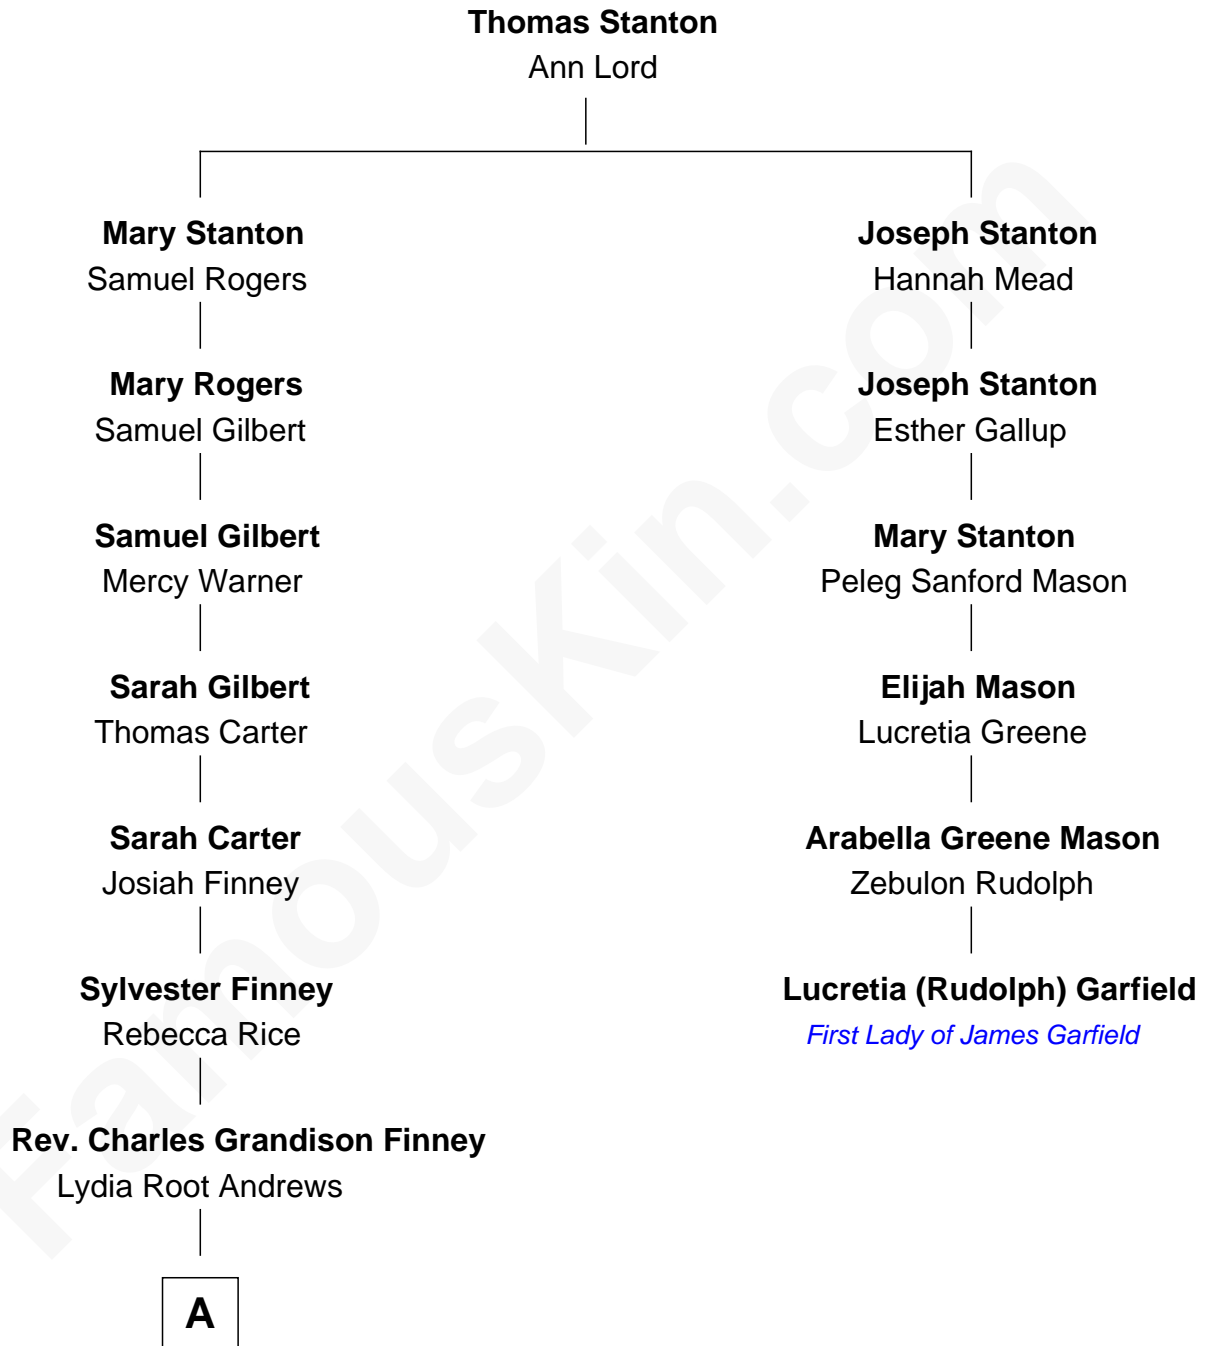 Thomas Stanton
Ann Lord
Mary Stanton
Samuel Rogers
Mary Rogers
Samuel Gilbert
Samuel Gilbert
Mercy Warner
Sarah Gilbert
Thomas Carter
Sarah Carter
Josiah Finney
Sylvester Finney
Rebecca Rice
Rev. Charles Grandison Finney
Lydia Root Andrews
A
Joseph Stanton
Hannah Mead
Joseph Stanton
Esther Gallup
Mary Stanton
Peleg Sanford Mason
Elijah Mason
Lucretia Greene
Arabella Greene Mason
Zebulon Rudolph
Lucretia (Rudolph) Garfield
First Lady of James Garfield
FamousKin.com